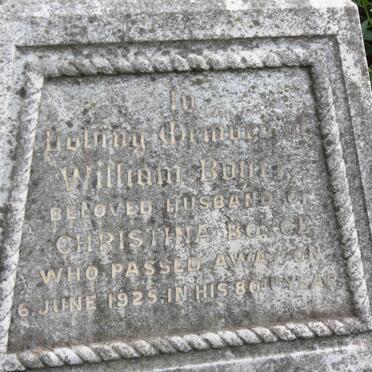 In
Loving Memory of
William
BELOVED HUSBAND OF
CHRISTINA
WHO PASSED AWAY ON
6 JUNE 1925, IN HIS 80TH YEAR